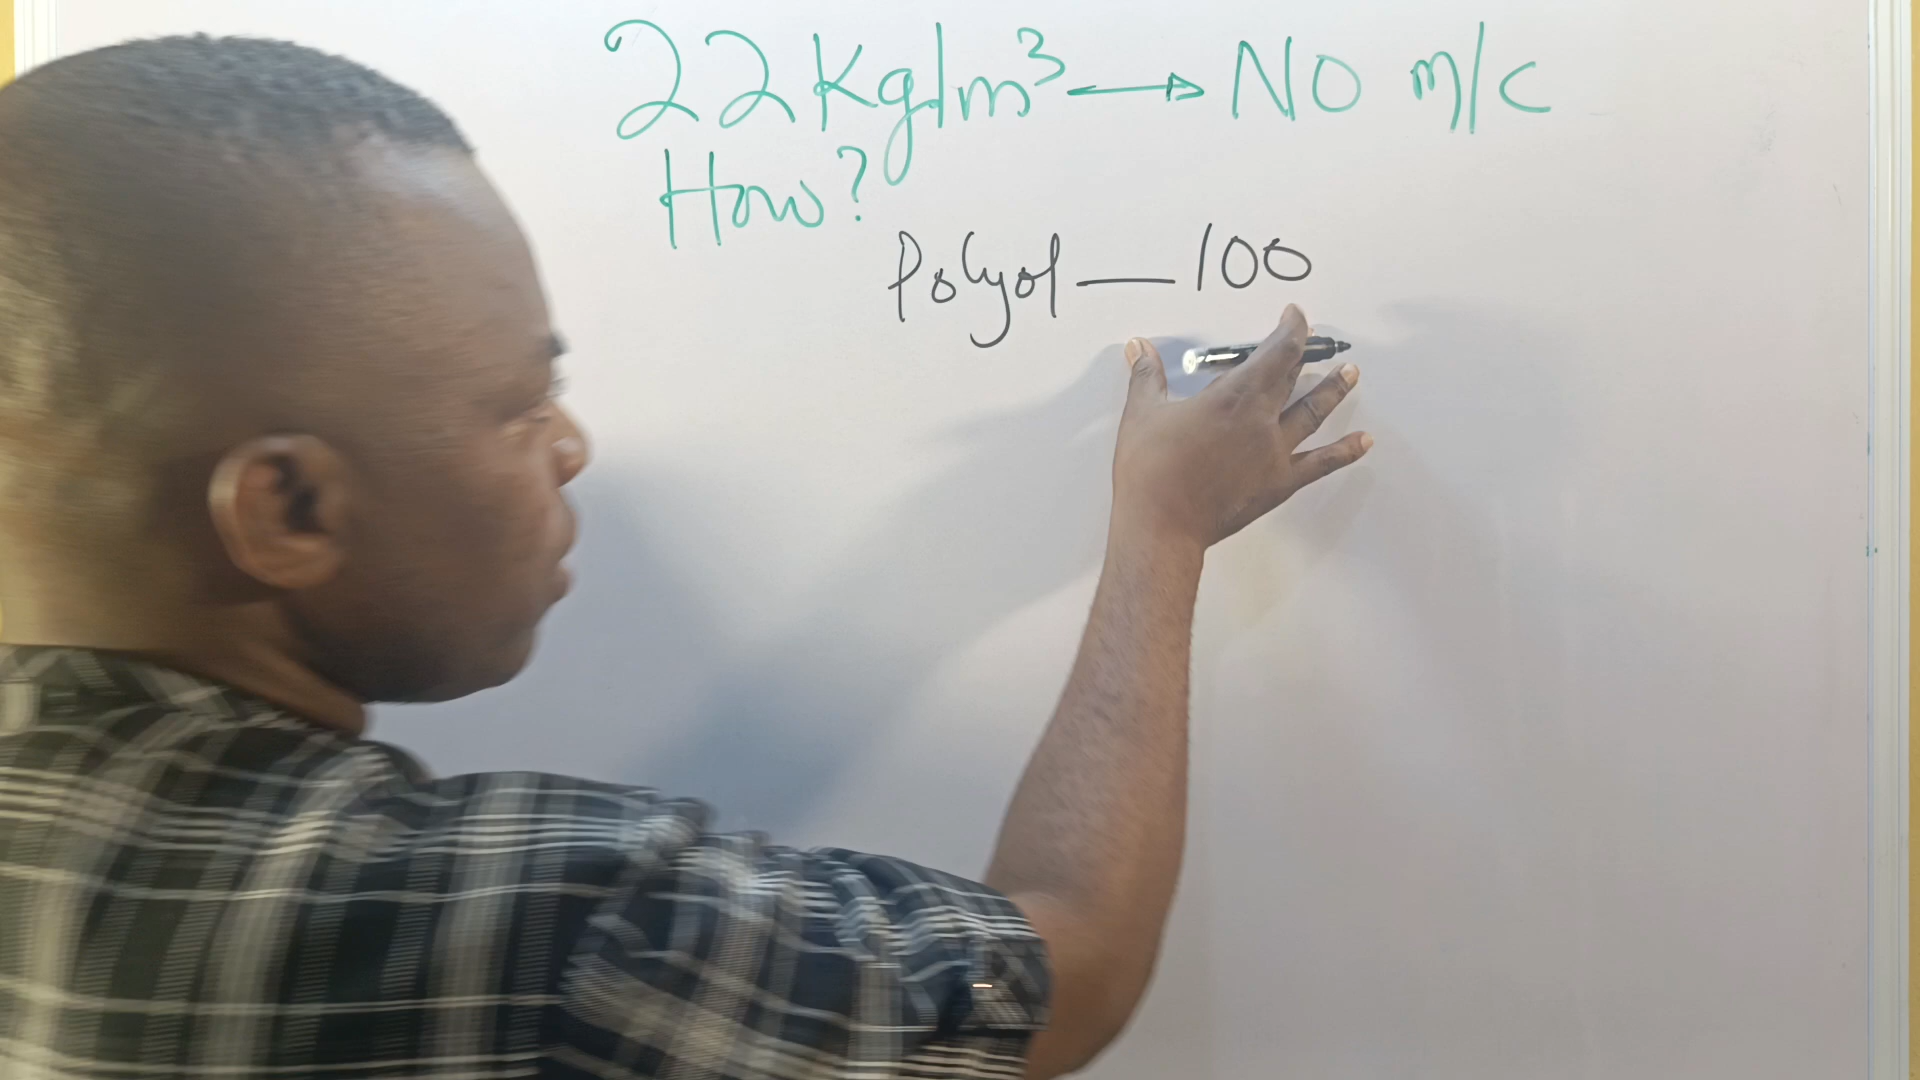 22Kg/m³ → NO m/c
How?
Polyol — 100